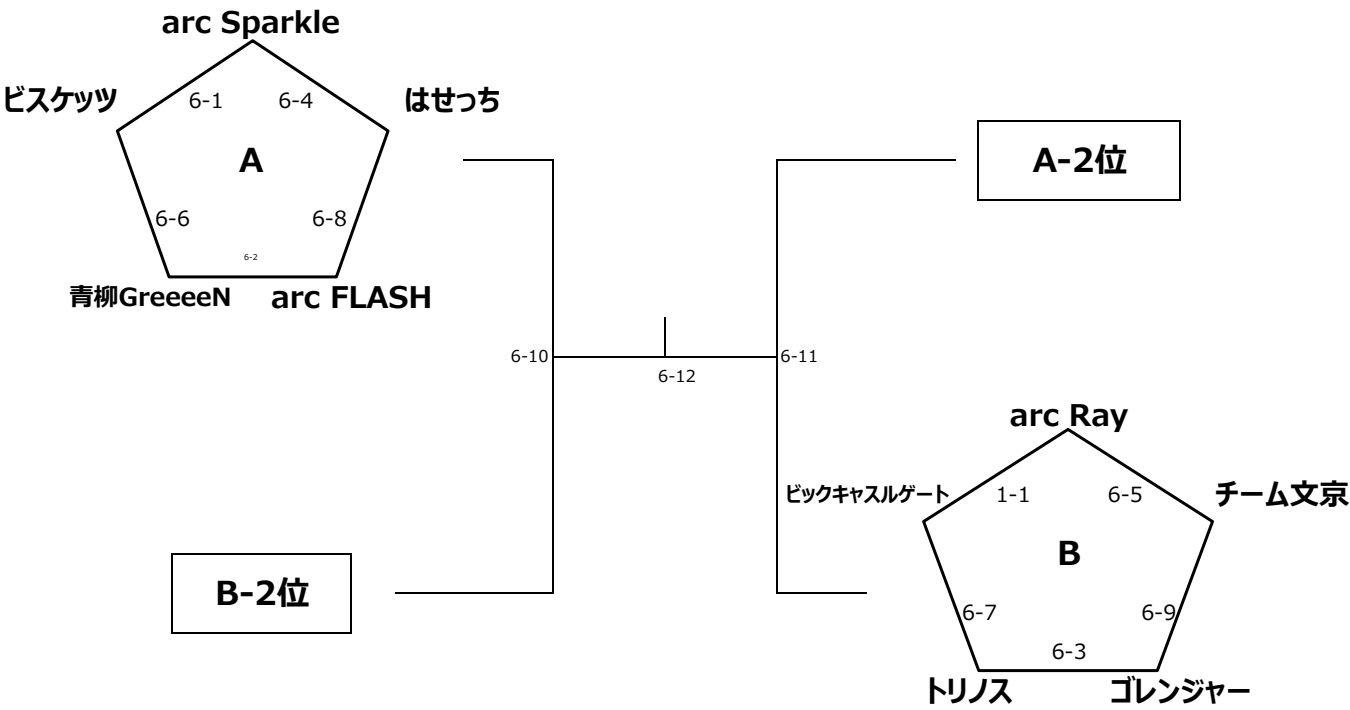 arc Sparkle
ビスケッツ
6-1
6-4
はせっち
A
6-6
6-8
6-2
青柳GreeeeN
arc FLASH
A-2位
6-10
6-12
6-11
B-2位
arc Ray
ビックキャスルゲート
1-1
6-5
チーム文京
B
6-7
6-9
6-3
トリノス
ゴレンジャー